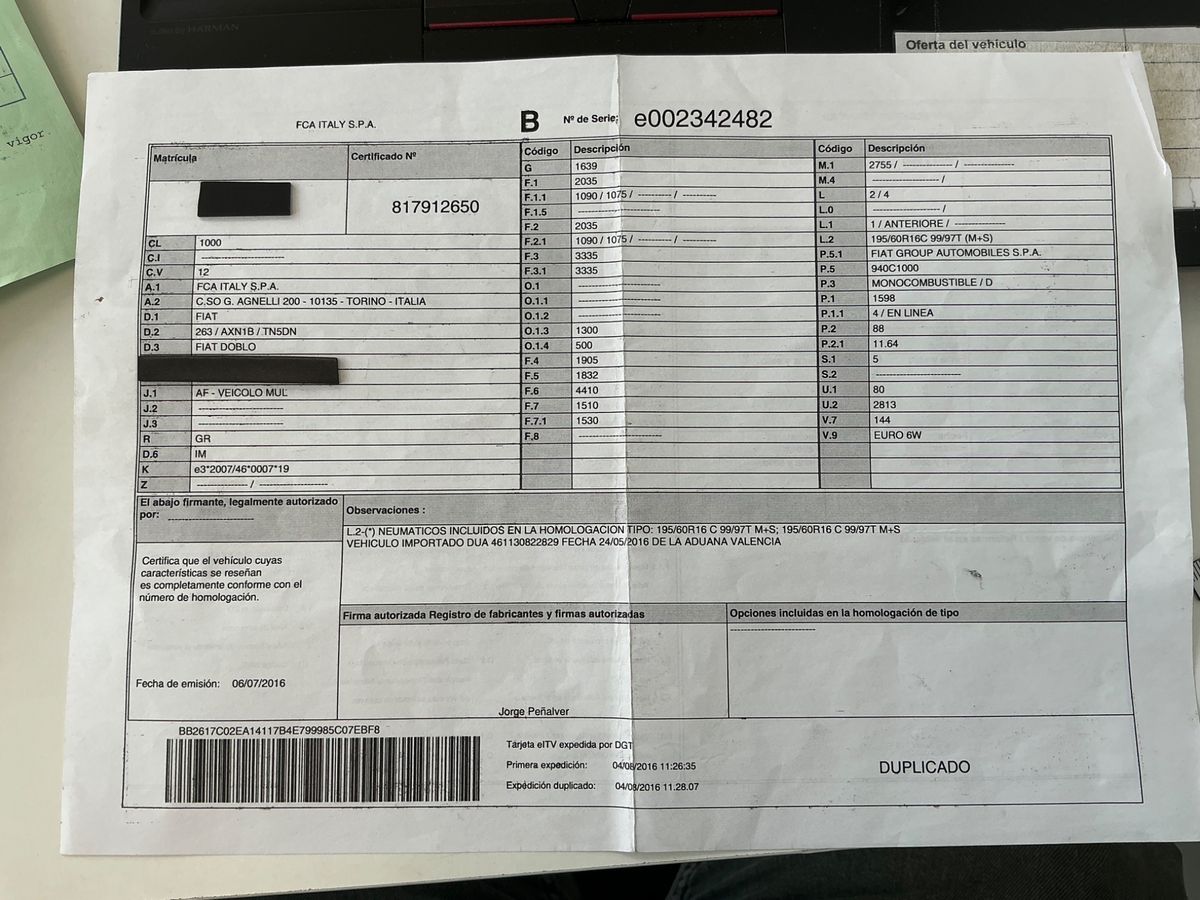 Oferta del vehículo
vigor.
FCA ITALY S.P.A.
B Nº de Serie: e002342482
Matrícula
Certificado Nº
817912650
CL 1000
C.I ------------------------
C.V 12
A.1 FCA ITALY S.P.A.
A.2 C,SO G. AGNELLI 200 - 10135 - TORINO - ITALIA
D.1 FIAT
D.2 263 / AXN1B / TN5DN
D.3 FIAT DOBLO
J.1 AF - VEICOLO MUL
J.2 ------------------------
J.3 ------------------------
R GR
D.6 IM
K e3*2007/46*0007*19
Z -------------- / --------------------
Código Descripción
G 1639
F.1 2035
F.1.1 1090 / 1075 / ---------- / ----------
F.1.5 ------------------------
F.2 2035
F.2.1 1090 / 1075 / ---------- / ----------
F.3 3335
F.3.1 3335
O.1 ------------------------
O.1.1 ------------------------
O.1.2 ------------------------
O.1.3 1300
O.1.4 500
F.4 1905
F.5 1832
F.6 4410
F.7 1510
F.7.1 1530
F.8 ------------------------
Código Descripción
M.1 2755 / --------------- / ---------------
M.4 -------------------- /
L 2 / 4
L.0 -------------------- /
L.1 1 / ANTERIORE / ---------------
L.2 195/60R16C 99/97T (M+S)
P.5.1 FIAT GROUP AUTOMOBILES S.P.A.
P.5 940C1000
P.3 MONOCOMBUSTIBLE / D
P.1 1598
P.1.1 4 / EN LINEA
P.2 88
P.2.1 11.64
S.1 5
S.2 ------------------------
U.1 80
U.2 2813
V.7 144
V.9 EURO 6W
El abajo firmante, legalmente autorizado
por: ------------------------
Certifica que el vehículo cuyas
características se reseñan
es completamente conforme con el
número de homologación.
Fecha de emisión: 06/07/2016
Observaciones :
L.2-(*) NEUMATICOS INCLUIDOS EN LA HOMOLOGACION TIPO: 195/60R16 C 99/97T M+S; 195/60R16 C 99/97T M+S
VEHICULO IMPORTADO DUA 461130822829 FECHA 24/05/2016 DE LA ADUANA VALENCIA
Firma autorizada Registro de fabricantes y firmas autorizadas
Jorge Peñalver
Opciones incluidas en la homologación de tipo
------------------------
BB2617C02EA14117B4E799985C07EBF8
Tarjeta eITV expedida por DGT
Primera expedición: 04/08/2016 11:26:35
Expédición duplicado: 04/08/2016 11.28.07
DUPLICADO